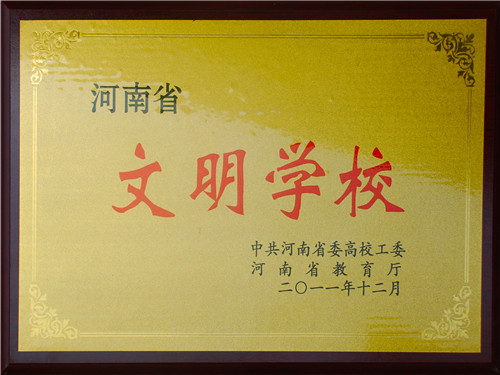 河南省
文明学校
中共河南省委高校工委
河南省教育厅
二〇一一年十二月